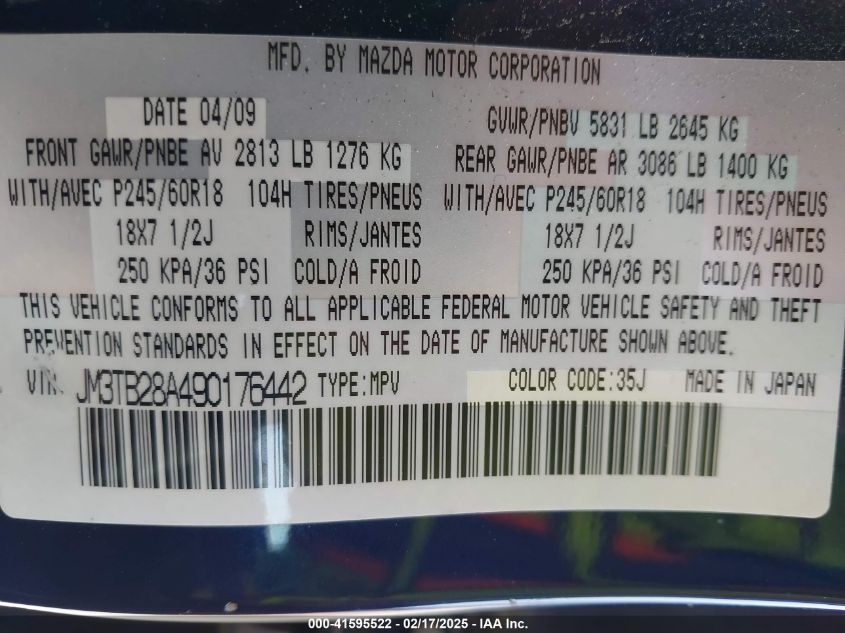 MFD. BY MAZDA MOTOR CORPORATION
DATE 04/09 GVWR/PNBV 5831 LB 2645 KG
FRONT GAWR/PNBE AV 2813 LB 1276 KG REAR GAWR/PNBE AR 3086 LB 1400 KG
WITH/AVEC P245/60R18 104H TIRES/PNEUS WITH/AVEC P245/60R18 104H TIRES/PNEUS
18X7 1/2J RIMS/JANTES 18X7 1/2J RIMS/JANTES
250 KPA/36 PSI COLD/A FROID 250 KPA/36 PSI COLD/A FROID
THIS VEHICLE CONFORMS TO ALL APPLICABLE FEDERAL MOTOR VEHICLE SAFETY AND THEFT
PREVENTION STANDARDS IN EFFECT ON THE DATE OF MANUFACTURE SHOWN ABOVE.
VIN: JM3TB28A490176442 TYPE:MPV COLOR CODE:35J MADE IN JAPAN
000-41595522 - 02/17/2025 - IAA Inc.